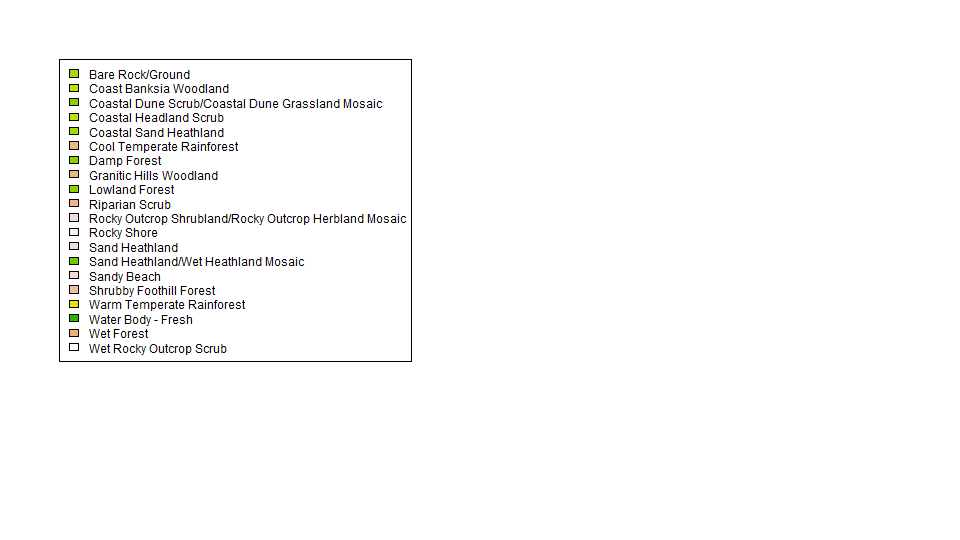 Bare Rock/Ground
Coast Banksia Woodland
Coastal Dune Scrub/Coastal Dune Grassland Mosaic
Coastal Headland Scrub
Coastal Sand Heathland
Cool Temperate Rainforest
Damp Forest
Granitic Hills Woodland
Lowland Forest
Riparian Scrub
Rocky Outcrop Shrubland/Rocky Outcrop Herbland Mosaic
Rocky Shore
Sand Heathland
Sand Heathland/Wet Heathland Mosaic
Sandy Beach
Shrubby Foothill Forest
Warm Temperate Rainforest
Water Body - Fresh
Wet Forest
Wet Rocky Outcrop Scrub